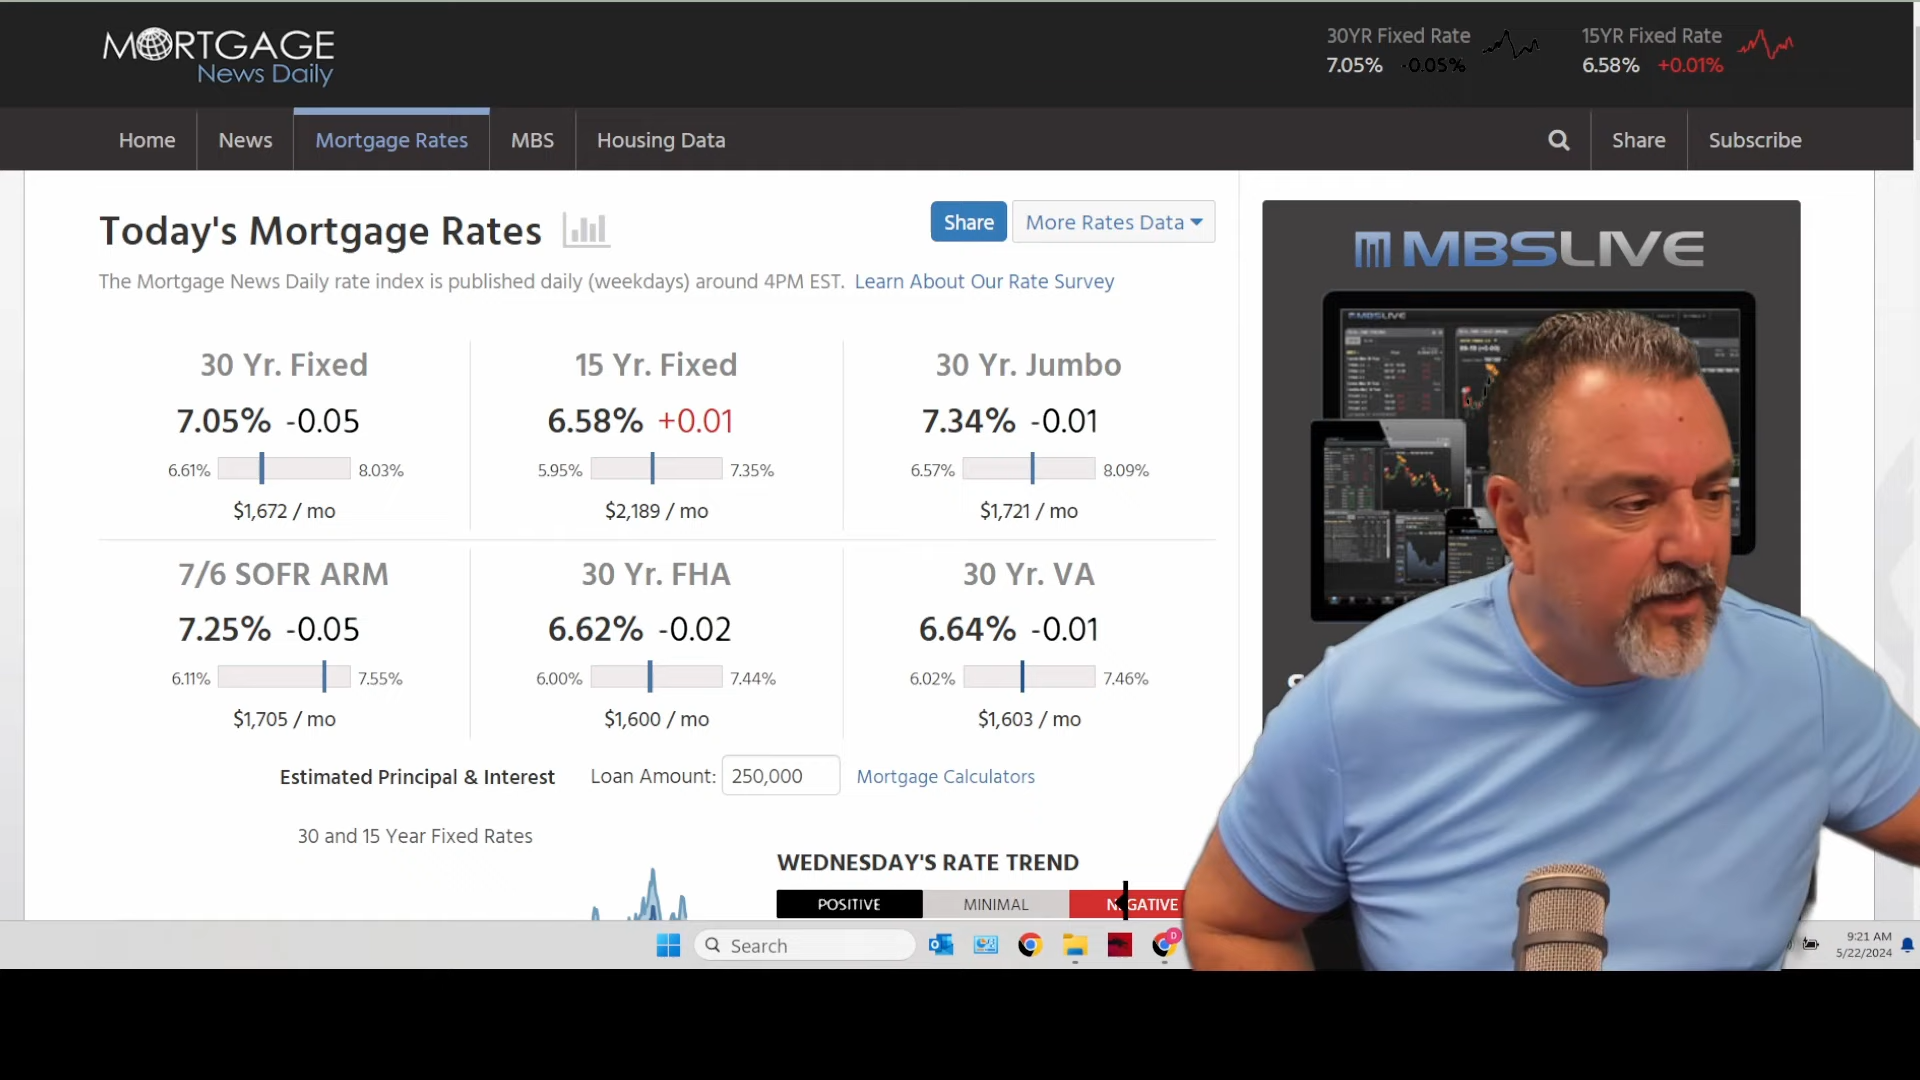 MORTGAGE
News Daily
30YR Fixed Rate
7.05% -0.05%
15YR Fixed Rate
6.58% +0.01%
Home News Mortgage Rates MBS Housing Data Share Subscribe
Today's Mortgage Rates
Share More Rates Data
The Mortgage News Daily rate index is published daily (weekdays) around 4PM EST. Learn About Our Rate Survey
30 Yr. Fixed
7.05% -0.05
6.61% 8.03%
$1,672 / mo
15 Yr. Fixed
6.58% +0.01
5.95% 7.35%
$2,189 / mo
30 Yr. Jumbo
7.34% -0.01
6.57% 8.09%
$1,721 / mo
7/6 SOFR ARM
7.25% -0.05
6.11% 7.55%
$1,705 / mo
30 Yr. FHA
6.62% -0.02
6.00% 7.44%
$1,600 / mo
30 Yr. VA
6.64% -0.01
6.02% 7.46%
$1,603 / mo
Estimated Principal & Interest Loan Amount: 250,000 Mortgage Calculators
30 and 15 Year Fixed Rates
WEDNESDAY'S RATE TREND
POSITIVE MINIMAL NEGATIVE
MBSLIVE
MBSLIVE
Search
9:21 AM
5/22/2024